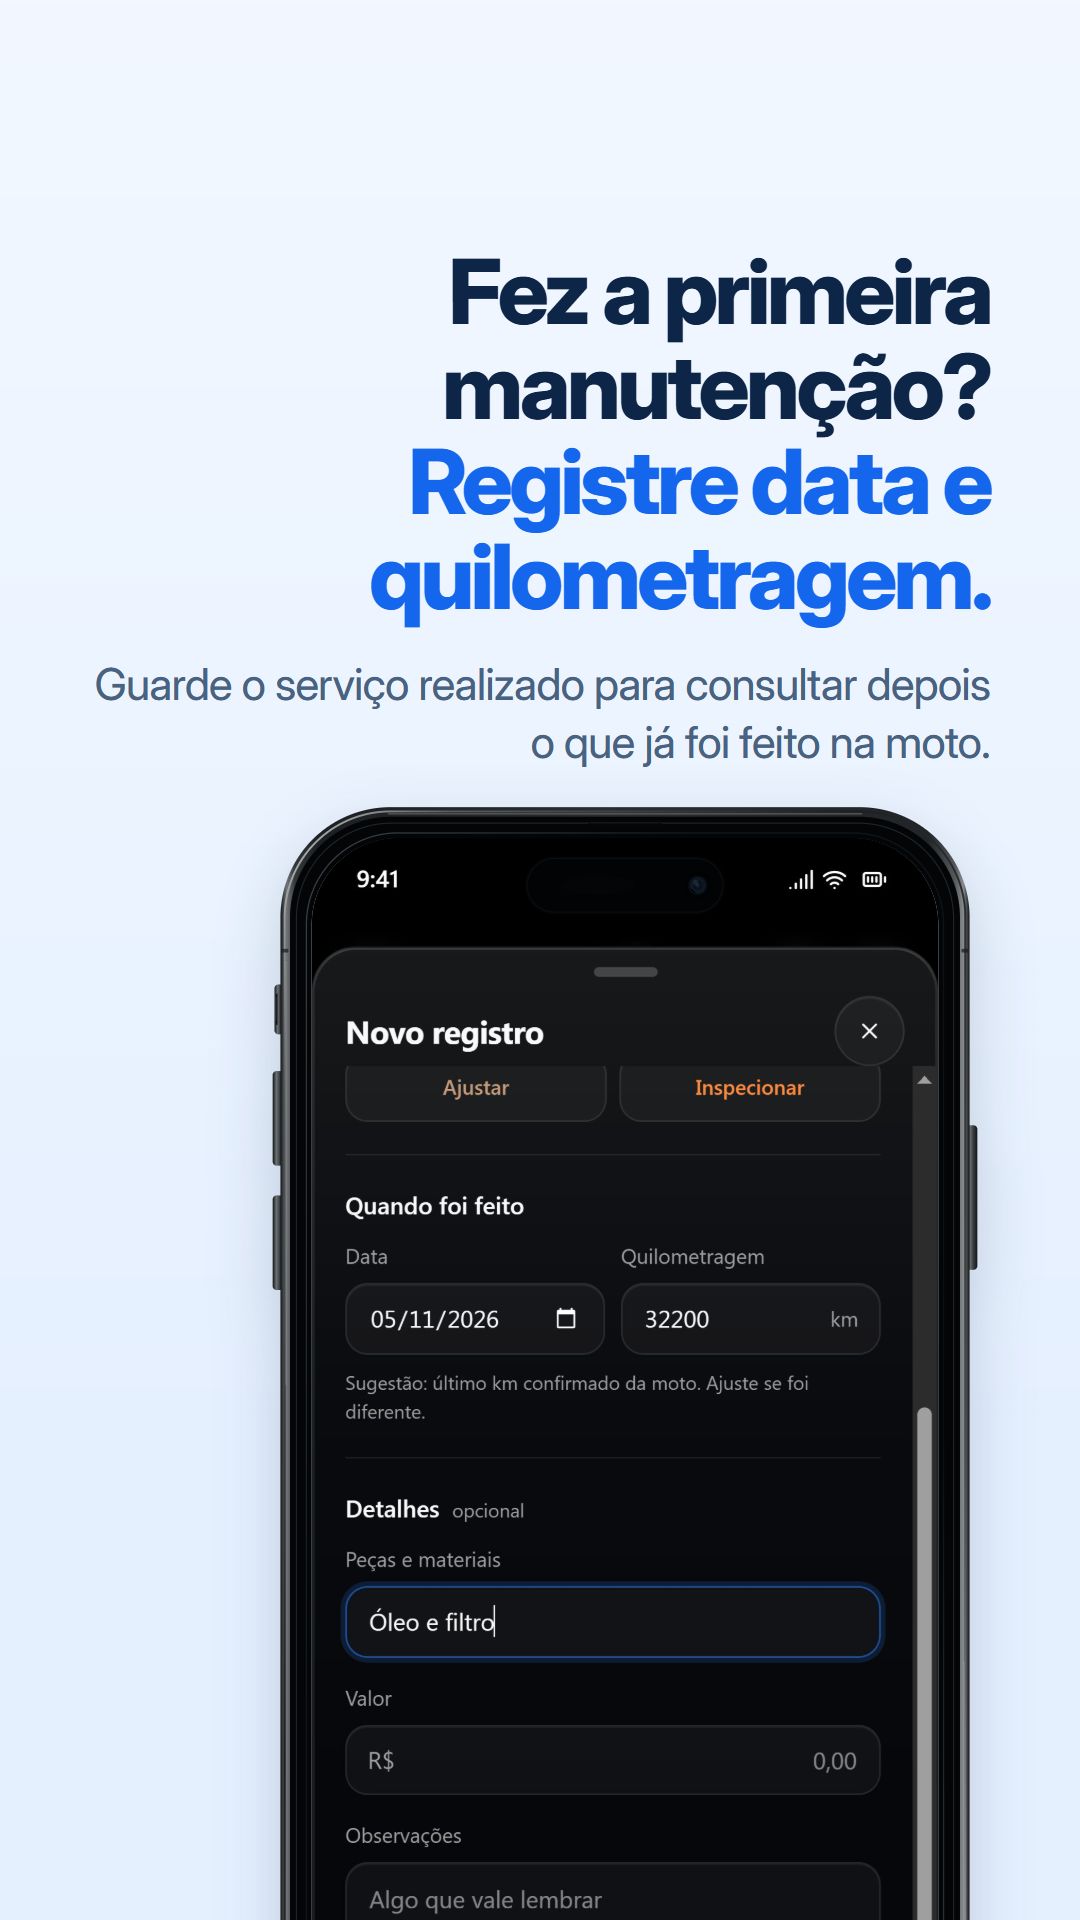 Fez a primeira
manutenção?
Registre data e
quilometragem.
Guarde o serviço realizado para consultar depois
o que já foi feito na moto.
9:41
Novo registro
Ajustar
Inspecionar
Quando foi feito
Data
Quilometragem
05/11/2026
32200
km
Sugestão: último km confirmado da moto. Ajuste se foi
diferente.
Detalhes opcional
Peças e materiais
Óleo e filtro
Valor
R$
0,00
Observações
Algo que vale lembrar